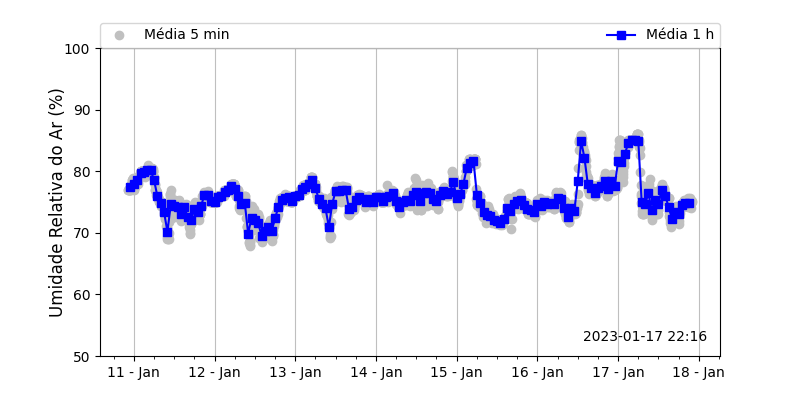 Média 5 min
Média 1 h
Umidade Relativa do Ar (%)
100
90
80
70
60
50
2023-01-17 22:16
11 - Jan
12 - Jan
13 - Jan
14 - Jan
15 - Jan
16 - Jan
17 - Jan
18 - Jan